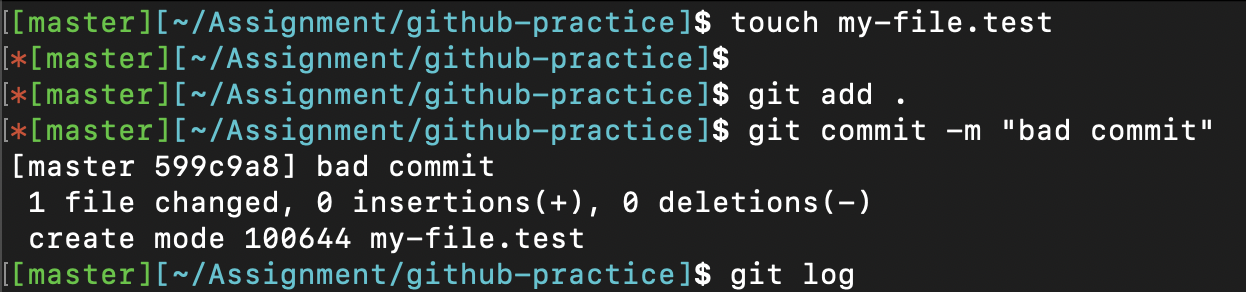 [[master][~/Assignment/github-practice]$ touch my-file.test
[*[master][~/Assignment/github-practice]$
[*[master][~/Assignment/github-practice]$ git add .
[*[master][~/Assignment/github-practice]$ git commit -m "bad commit"
[master 599c9a8] bad commit
 1 file changed, 0 insertions(+), 0 deletions(-)
 create mode 100644 my-file.test
[[master][~/Assignment/github-practice]$ git log